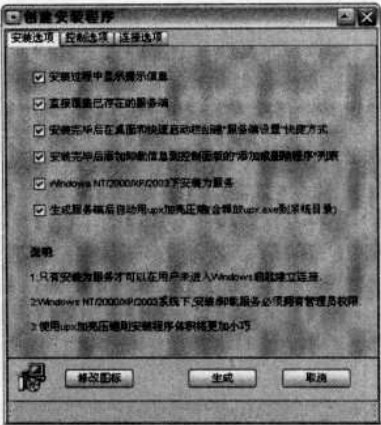 创建安装程序
安装选项 控制选项 连接选项
安装过程中显示提示信息
直接覆盖已存在的服务端
安装完毕后在桌面和快速启动栏创建"服务端设置"快捷方式
安装完毕后添加卸载信息到控制面板的"添加或删除程序"列表
Windows NT/2000/XP/2003下安装为服务
生成服务端后自动用upx加壳压缩(会释放upx.exe到系统目录)
说明:
1:只有安装为服务才可以在用户未进入Windows前就建立连接.
2:Windows NT/2000/XP/2003系统下,安装/卸载服务必须拥有管理员权限.
3:使用upx加壳压缩则安装程序体积将更加小巧.
修改图标 生成 取消